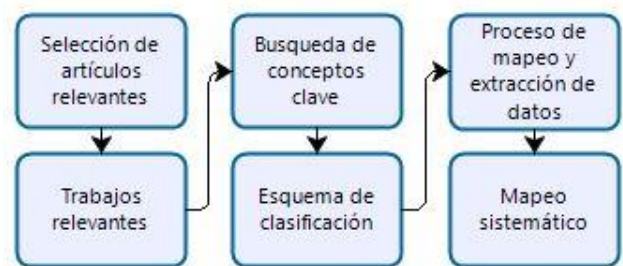 Selección de
artículos
relevantes
Trabajos
relevantes
Busqueda de
conceptos
clave
Esquema de
clasificación
Proceso de
mapeo y
extracción de
datos
Mapeo
sistemático